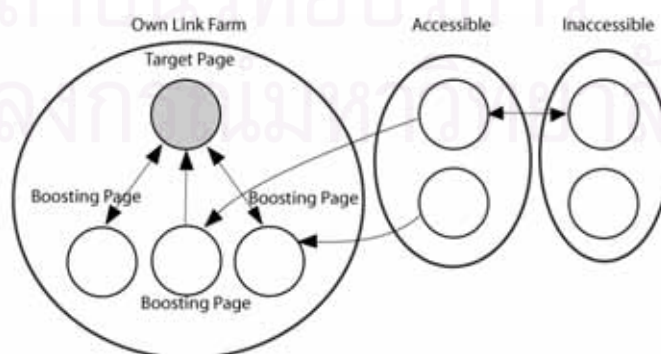 Own Link Farm
Accessible
Inaccessible
Target Page
Boosting Page
Boosting Page
Boosting Page